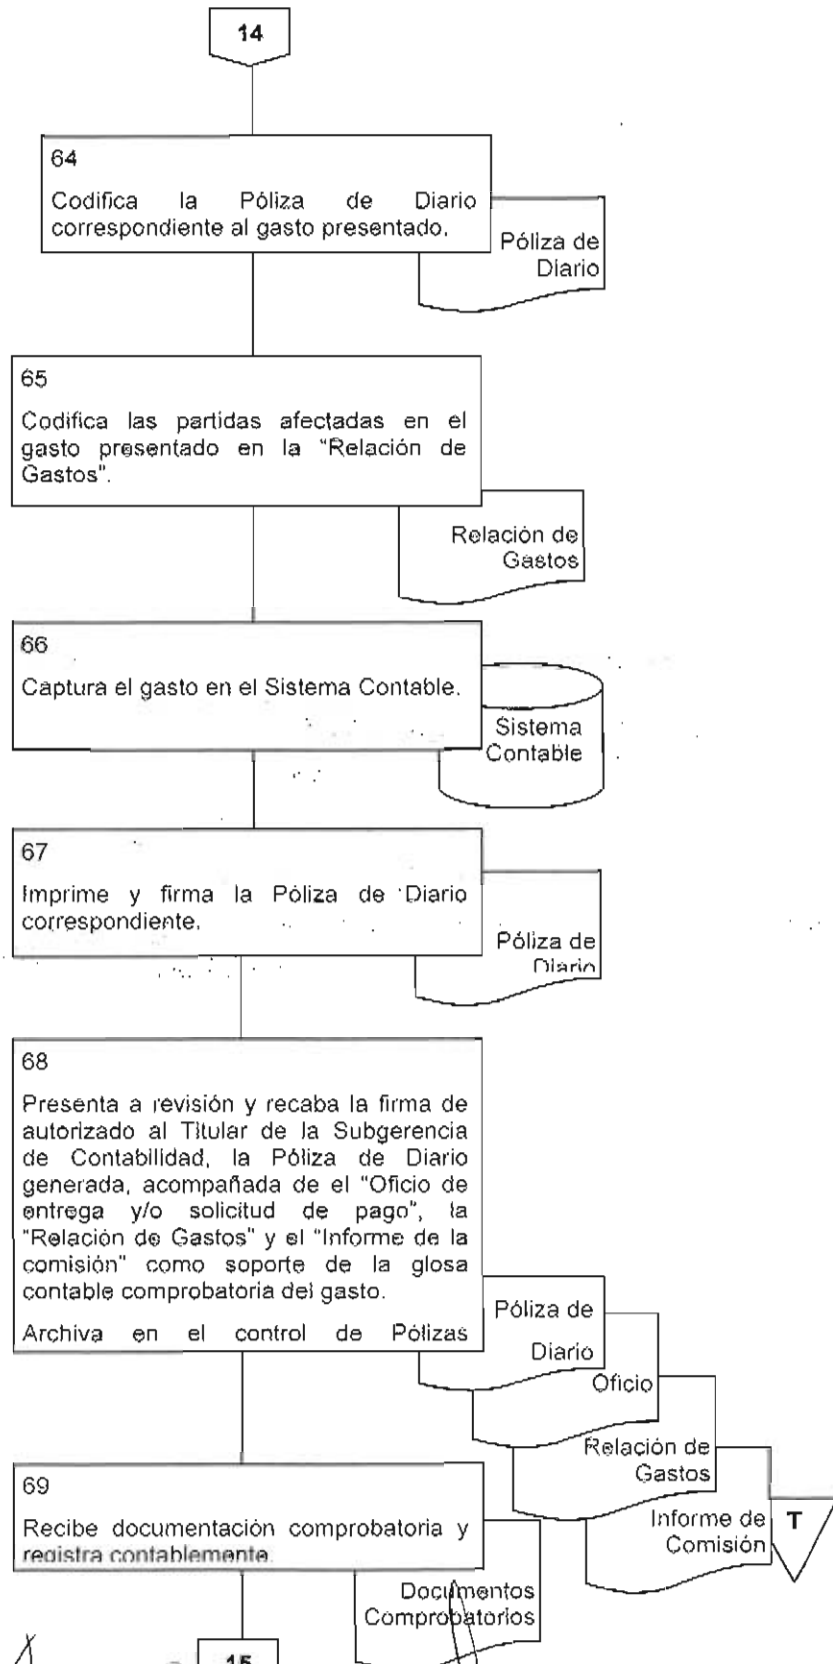 14
64
Codifica la Póliza de Diario
correspondiente al gasto presentado.
Póliza de
Diario
65
Codifica las partidas afectadas en el
gasto presentado en la "Relación de
Gastos".
Relación de
Gastos
66
Captura el gasto en el Sistema Contable.
Sistema
Contable
67
Imprime y firma la Póliza de Diario
correspondiente.
Póliza de
Diario
68
Presenta a revisión y recaba la firma de
autorizado al Titular de la Subgerencia
de Contabilidad, la Póliza de Diario
generada, acompañada de el "Oficio de
entrega y/o solicitud de pago", la
"Relación de Gastos" y el "Informe de la
comisión" como soporte de la glosa
contable comprobatoria del gasto.
Archiva en el control de Pólizas
Póliza de
Diario
Oficio
Relación de
Gastos
Informe de
Comisión
T
69
Recibe documentación comprobatoria y
registra contablemente.
Documentos
Comprobatorios
15